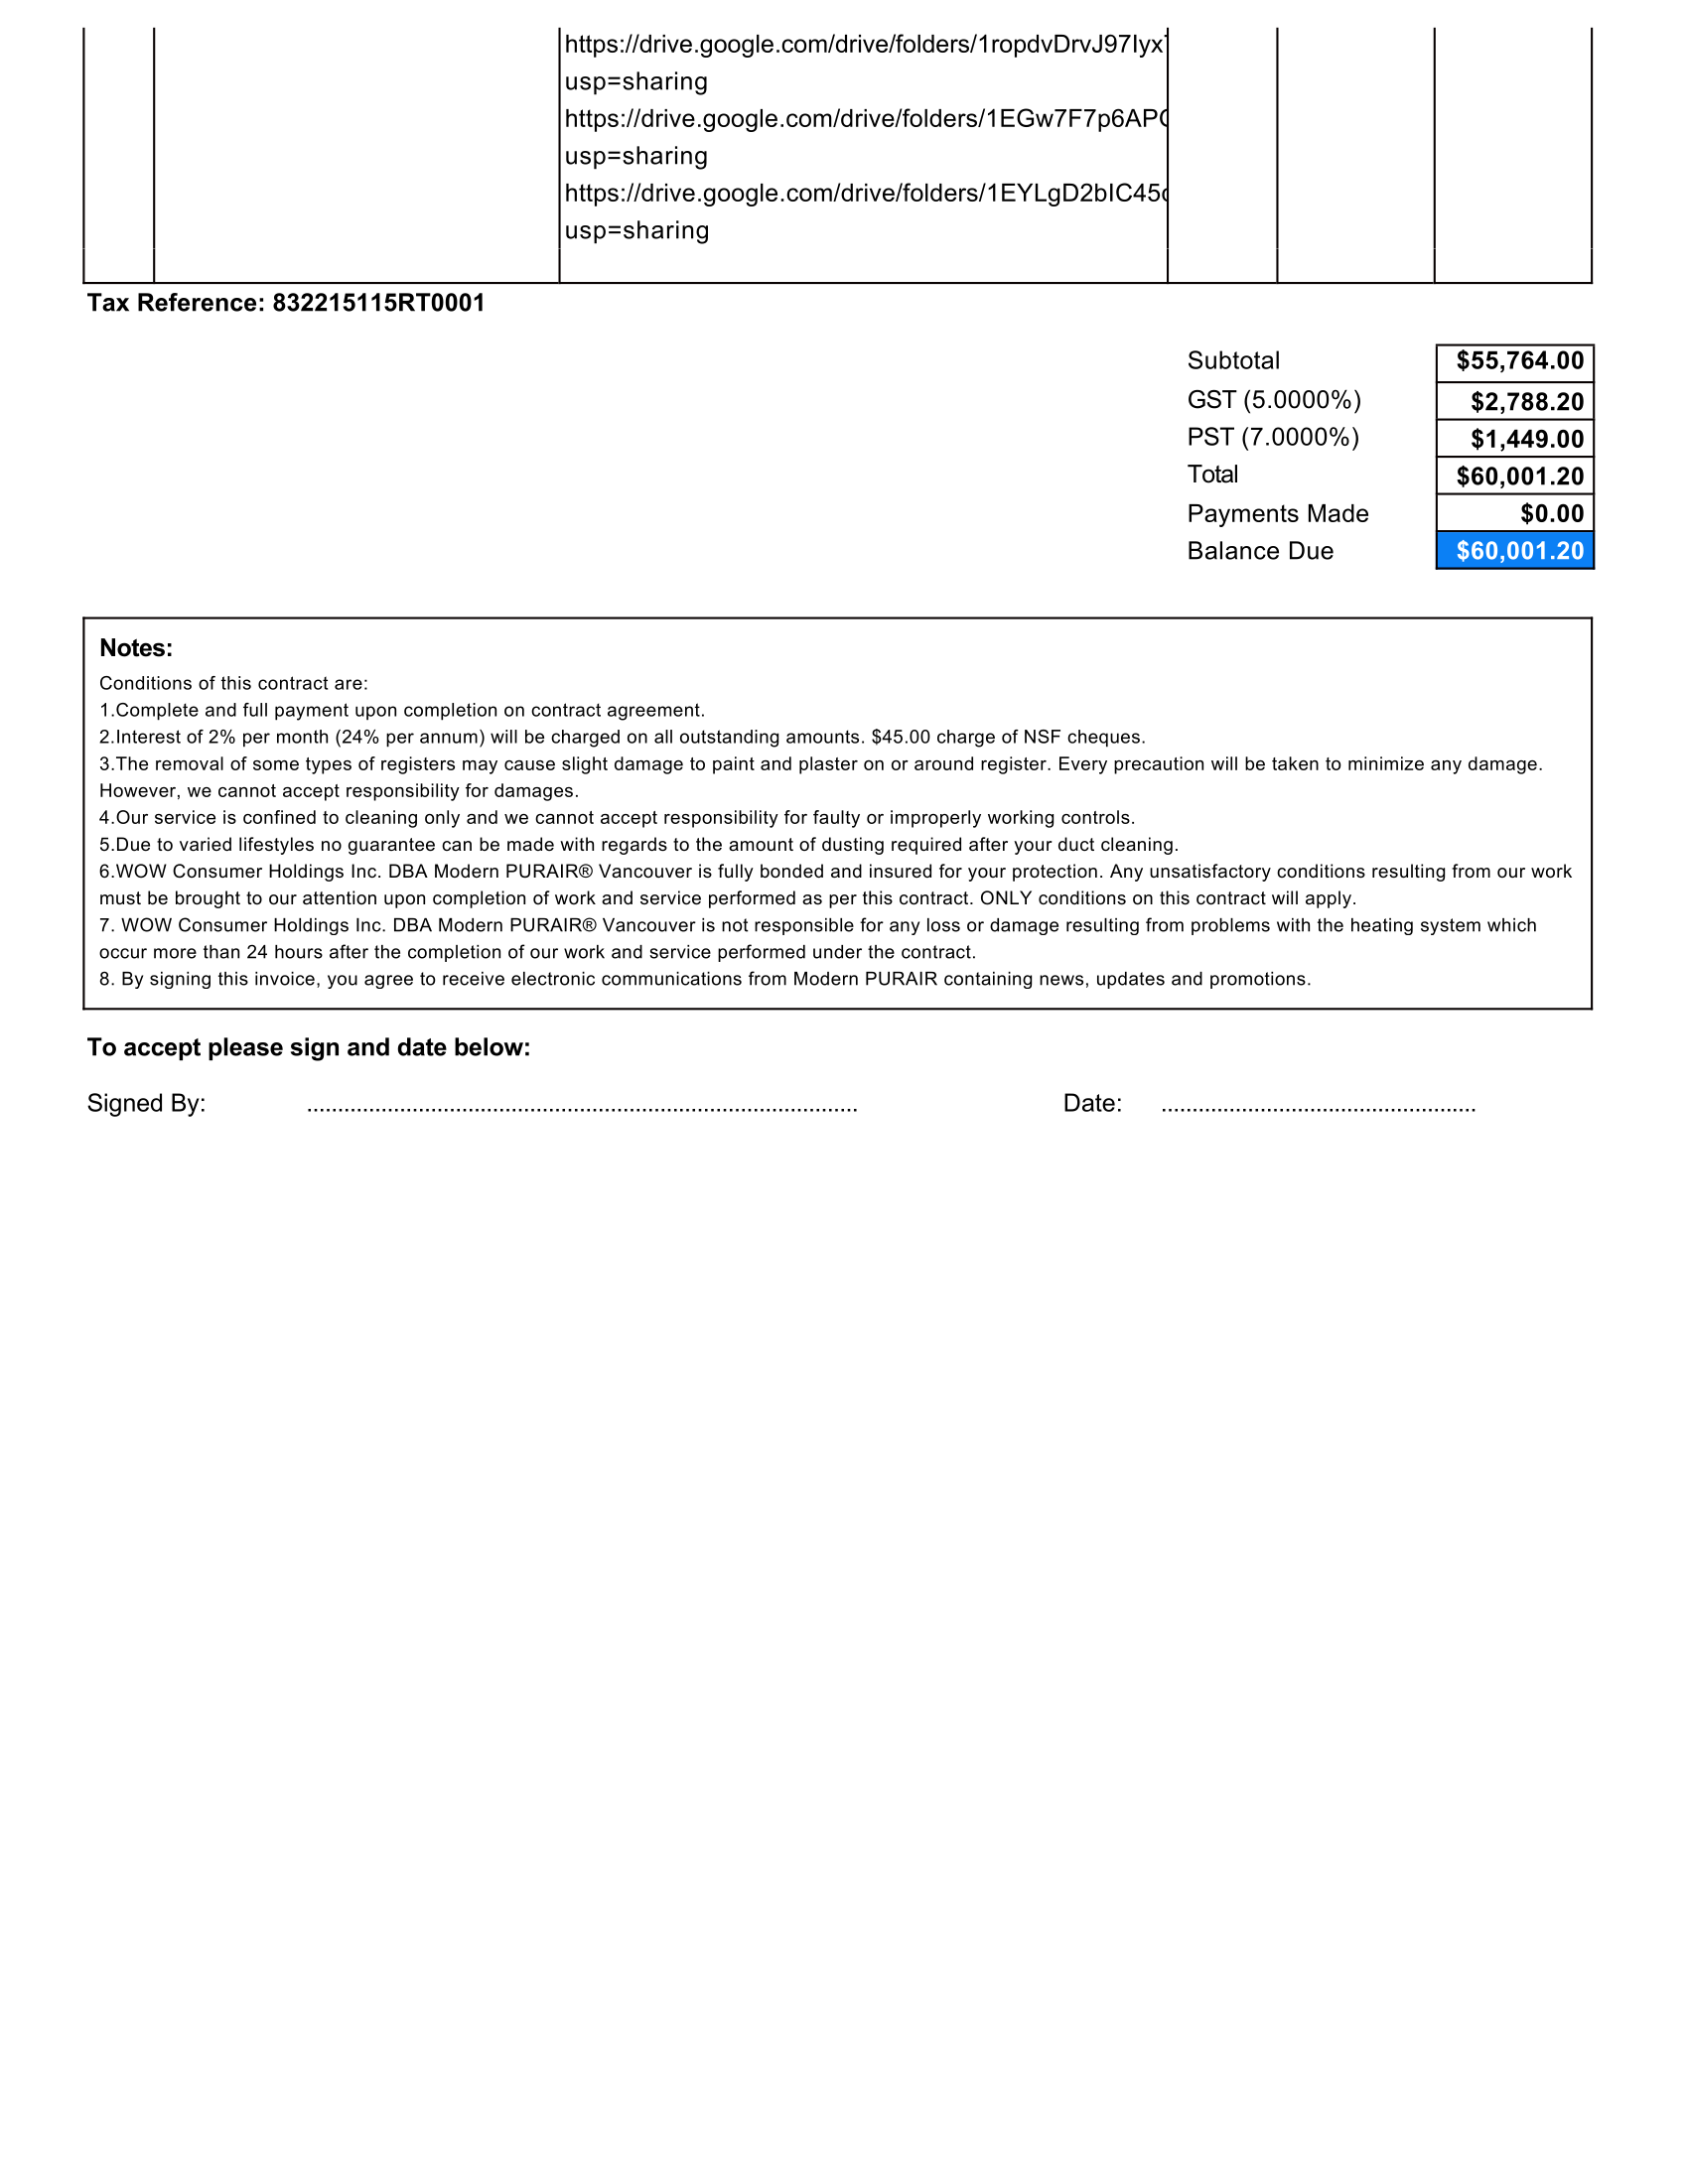 https://drive.google.com/drive/folders/1ropdvDrvJ97Iyx
usp=sharing
https://drive.google.com/drive/folders/1EGw7F7p6AP
usp=sharing
https://drive.google.com/drive/folders/1EYLgD2bIC45
usp=sharing
Tax Reference: 832215115RT0001
Subtotal $55,764.00
GST (5.0000%) $2,788.20
PST (7.0000%) $1,449.00
Total $60,001.20
Payments Made $0.00
Balance Due $60,001.20
Notes:
Conditions of this contract are:
1.Complete and full payment upon completion on contract agreement.
2.Interest of 2% per month (24% per annum) will be charged on all outstanding amounts. $45.00 charge of NSF cheques.
3.The removal of some types of registers may cause slight damage to paint and plaster on or around register. Every precaution will be taken to minimize any damage.
However, we cannot accept responsibility for damages.
4.Our service is confined to cleaning only and we cannot accept responsibility for faulty or improperly working controls.
5.Due to varied lifestyles no guarantee can be made with regards to the amount of dusting required after your duct cleaning.
6.WOW Consumer Holdings Inc. DBA Modern PURAIR® Vancouver is fully bonded and insured for your protection. Any unsatisfactory conditions resulting from our work
must be brought to our attention upon completion of work and service performed as per this contract. ONLY conditions on this contract will apply.
7. WOW Consumer Holdings Inc. DBA Modern PURAIR® Vancouver is not responsible for any loss or damage resulting from problems with the heating system which
occur more than 24 hours after the completion of our work and service performed under the contract.
8. By signing this invoice, you agree to receive electronic communications from Modern PURAIR containing news, updates and promotions.
To accept please sign and date below:
Signed By: ......................................................................................... Date: ...................................................